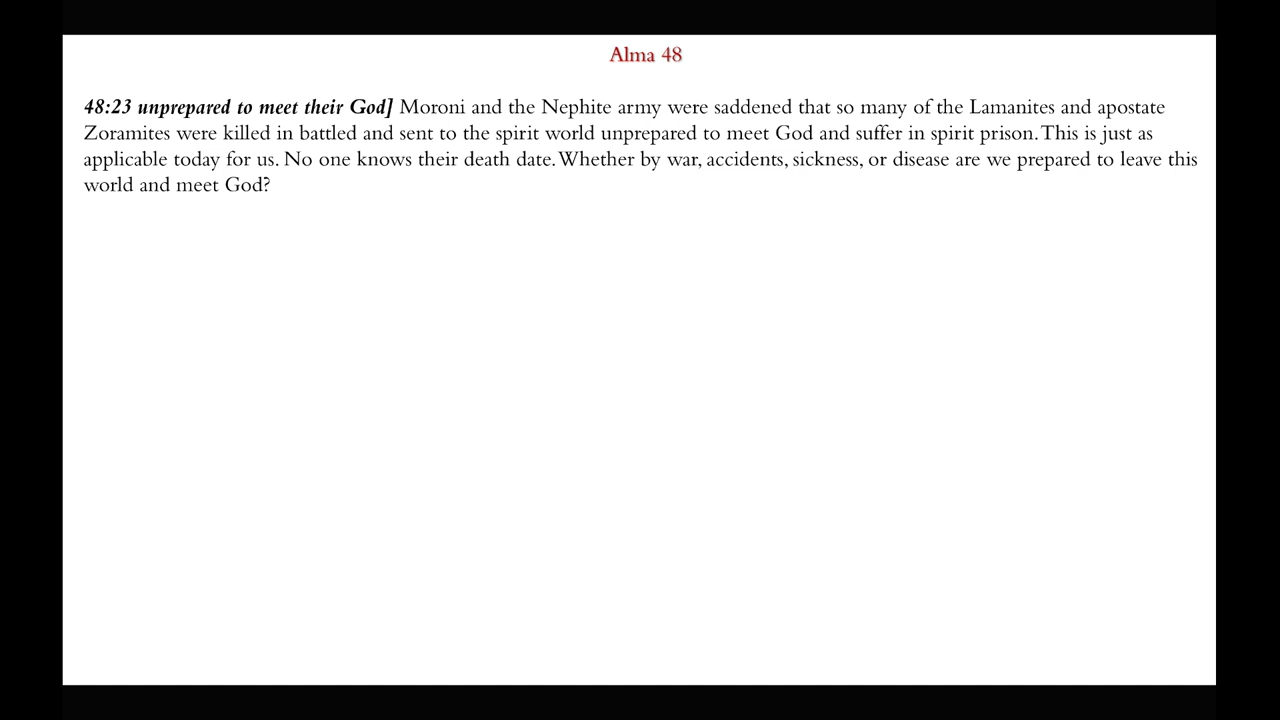 Alma 48
48:23 unprepared to meet their God] Moroni and the Nephite army were saddened that so many of the Lamanites and apostate
Zoramites were killed in battled and sent to the spirit world unprepared to meet God and suffer in spirit prison. This is just as
applicable today for us. No one knows their death date. Whether by war, accidents, sickness, or disease are we prepared to leave this
world and meet God?